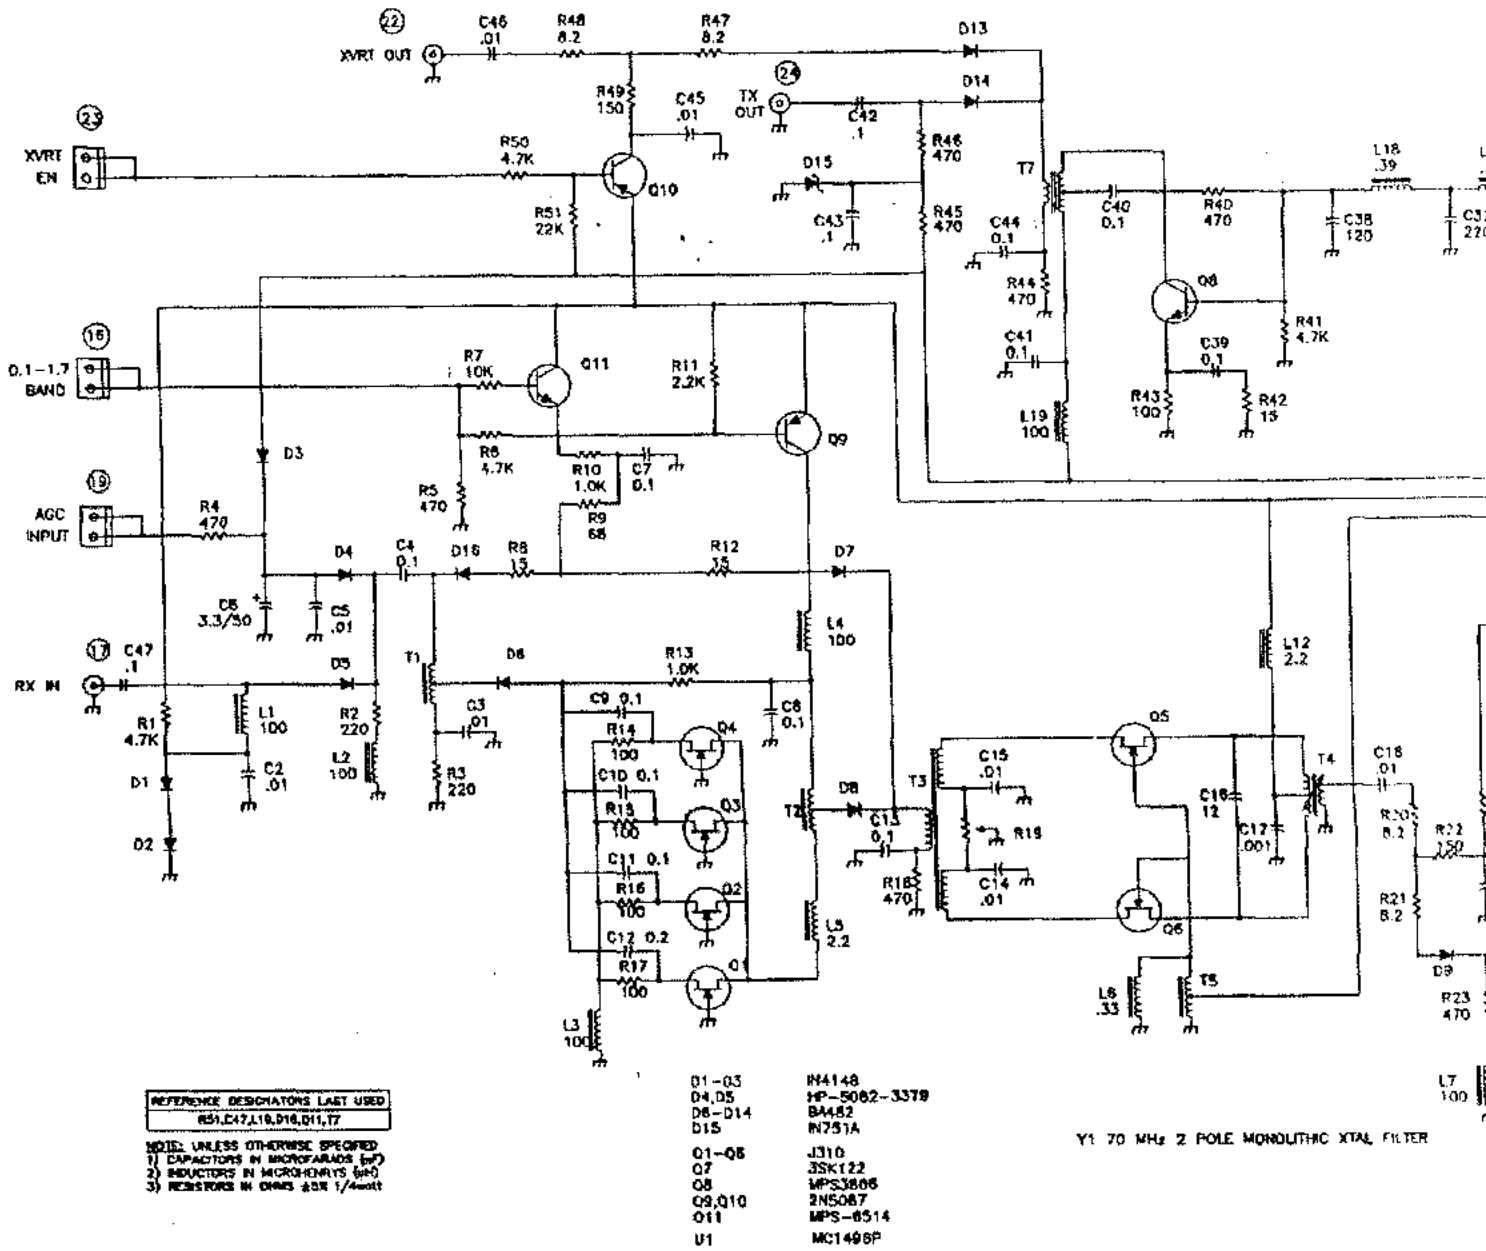 22
XVRT OUT
C46
.01
R48
8.2
R47
8.2
D13
D14
24
TX
OUT
C42
.1
R49
150
C45
.01
23
XVRT
EN
R50
4.7K
Q10
R51
22K
D15
C43
.1
R46
470
R45
470
T7
C44
0.1
R44
470
C40
0.1
R40
470
L18
.39
C38
120
Q8
R41
4.7K
C41
0.1
C39
0.1
R43
100
R42
15
L19
100
0.1-1.7
BAND
R7
10K
Q11
R11
2.2K
Q9
R6
4.7K
R5
470
R10
1.0K
C7
0.1
R9
68
D3
19
AGC
INPUT
R4
470
D4
C4
0.1
D16
R8
15
R12
15
D7
C6
3.3/50
C5
.01
L4
100
L12
2.2
17
RX IN
C47
.1
D5
T1
D6
R13
1.0K
C8
0.1
R1
4.7K
L1
100
R2
220
L2
100
C3
.01
R3
220
D1
C2
.01
D2
C9 0.1
R14
100
Q4
C10 0.1
R15
100
Q3
C11 0.1
R16
100
Q2
C12 0.2
R17
100
Q1
L3
100
T2
D8
C13
0.1
R18
470
L5
2.2
T3
C15
.01
R19
C14
.01
Q5
Q6
C16
12
C17
.001
T4
C18
.01
R20
8.2
R22
150
R21
8.2
D9
R23
470
L6
.33
T5
L7
100
REFERENCE DESIGNATORS LAST USED
R51,C47,L19,D16,Q11,T7
NOTE: UNLESS OTHERWISE SPECIFIED
1) CAPACITORS IN MICROFARADS (µF)
2) INDUCTORS IN MICROHENRYS (µH)
3) RESISTORS IN OHMS ±5% 1/4watt
D1-D3 IN4148
D4,D5 HP-5082-3379
D6-D14 BA482
D15 IN751A
Q1-Q6 J310
Q7 3SK122
Q8 MPS3866
Q9,Q10 2N5087
Q11 MPS-6514
U1 MC1496P
Y1 70 MHz 2 POLE MONOLITHIC XTAL FILTER